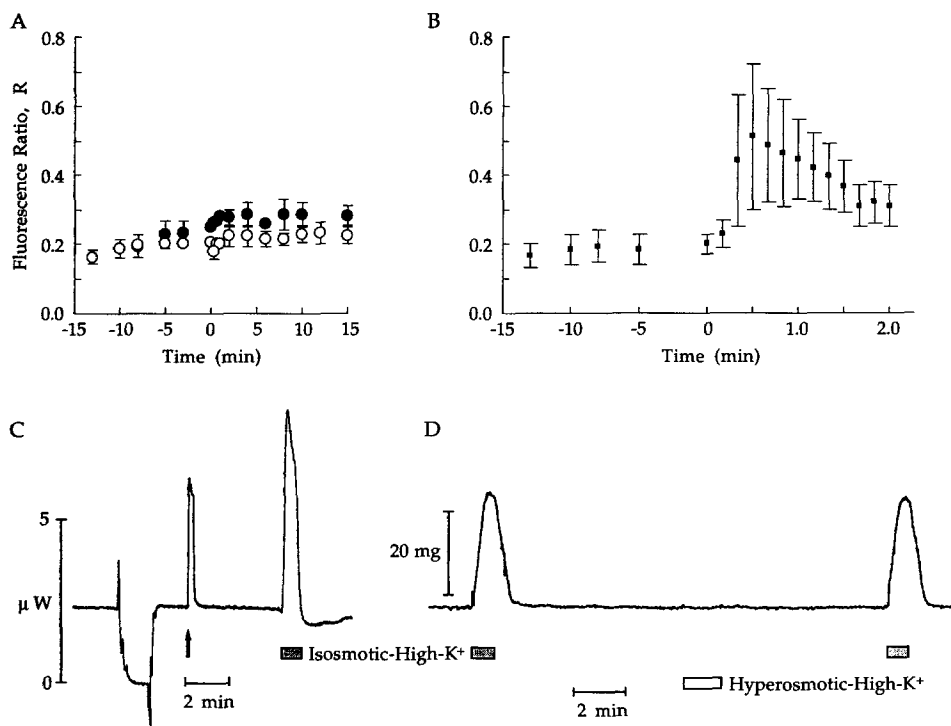 A
B
Fluorescence Ratio, R
0.8
0.6
0.4
0.2
0.0
-15 -10 -5 0 5 10 15
Time (min)
0.8
0.6
0.4
0.2
0.0
-15 -10 -5 0 1.0 2.0
Time (min)
C
D
5
μW
0
2 min
20 mg
2 min
Isosmotic-High-K⁺
Hyperosmotic-High-K⁺